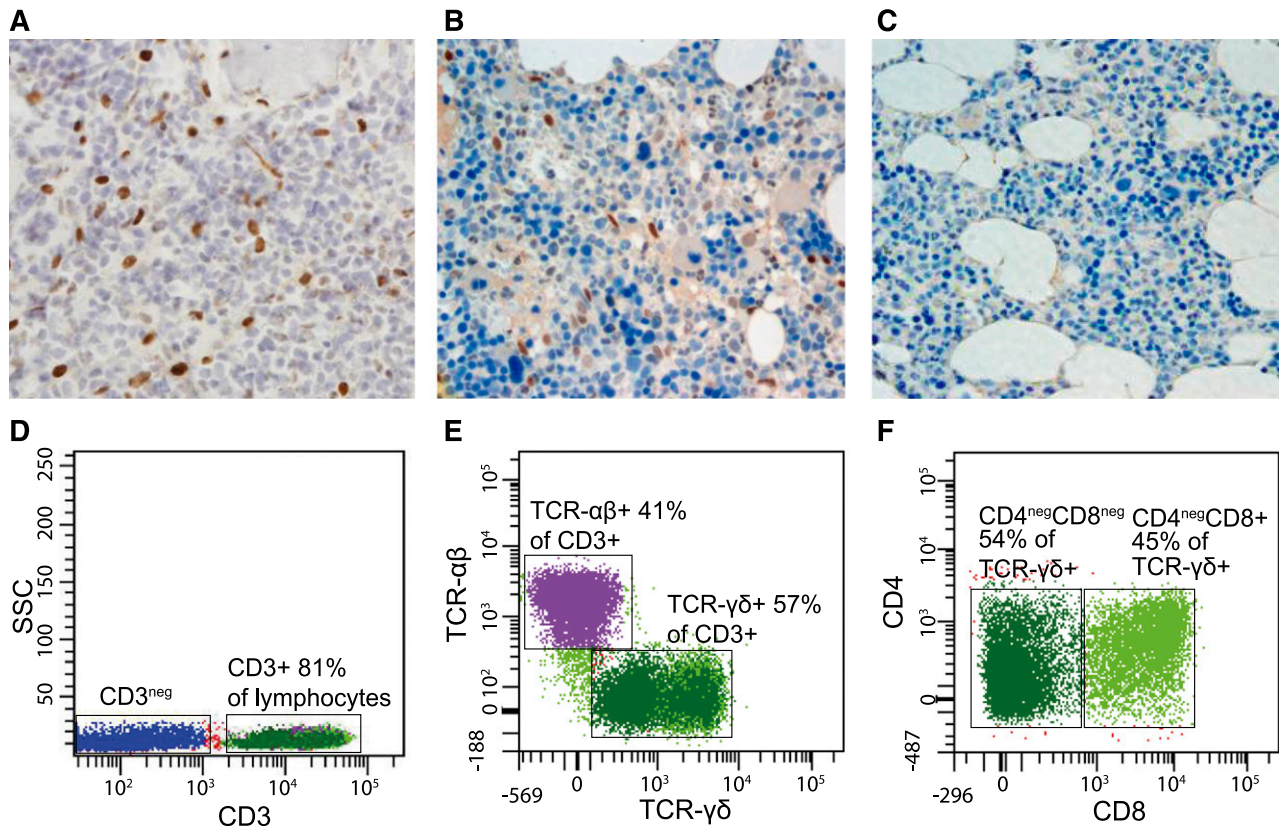 A
B
C
D
250
200
150
100
50
SSC
CD3neg
CD3+ 81%
of lymphocytes
10² 10³ 10⁴ 10⁵
CD3
E
10⁵
10⁴
10³
10²
0
-188
TCR-αβ
TCR-αβ+ 41%
of CD3+
TCR-γδ+ 57%
of CD3+
-569 0 10³ 10⁴ 10⁵
TCR-γδ
F
10⁵
10⁴
10³
0
-487
CD4
CD4negCD8neg
54% of
TCR-γδ+
CD4negCD8+
45% of
TCR-γδ+
-296 0 10³ 10⁴ 10⁵
CD8